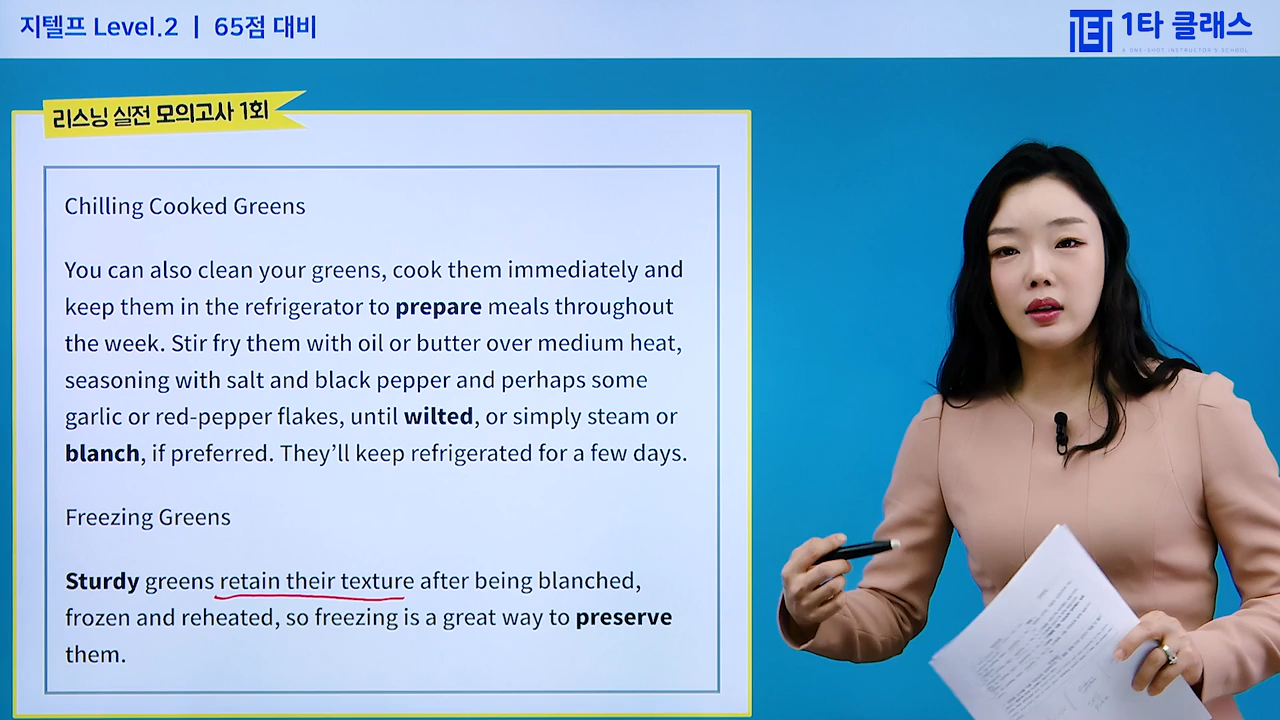 지텔프 Level.2 | 65점 대비
1타 클래스
A ONE-SHOT INSTRUCTOR'S SCHOOL
리스닝 실전 모의고사 1회
Chilling Cooked Greens
You can also clean your greens, cook them immediately and
keep them in the refrigerator to prepare meals throughout
the week. Stir fry them with oil or butter over medium heat,
seasoning with salt and black pepper and perhaps some
garlic or red-pepper flakes, until wilted, or simply steam or
blanch, if preferred. They’ll keep refrigerated for a few days.
Freezing Greens
Sturdy greens retain their texture after being blanched,
frozen and reheated, so freezing is a great way to preserve
them.